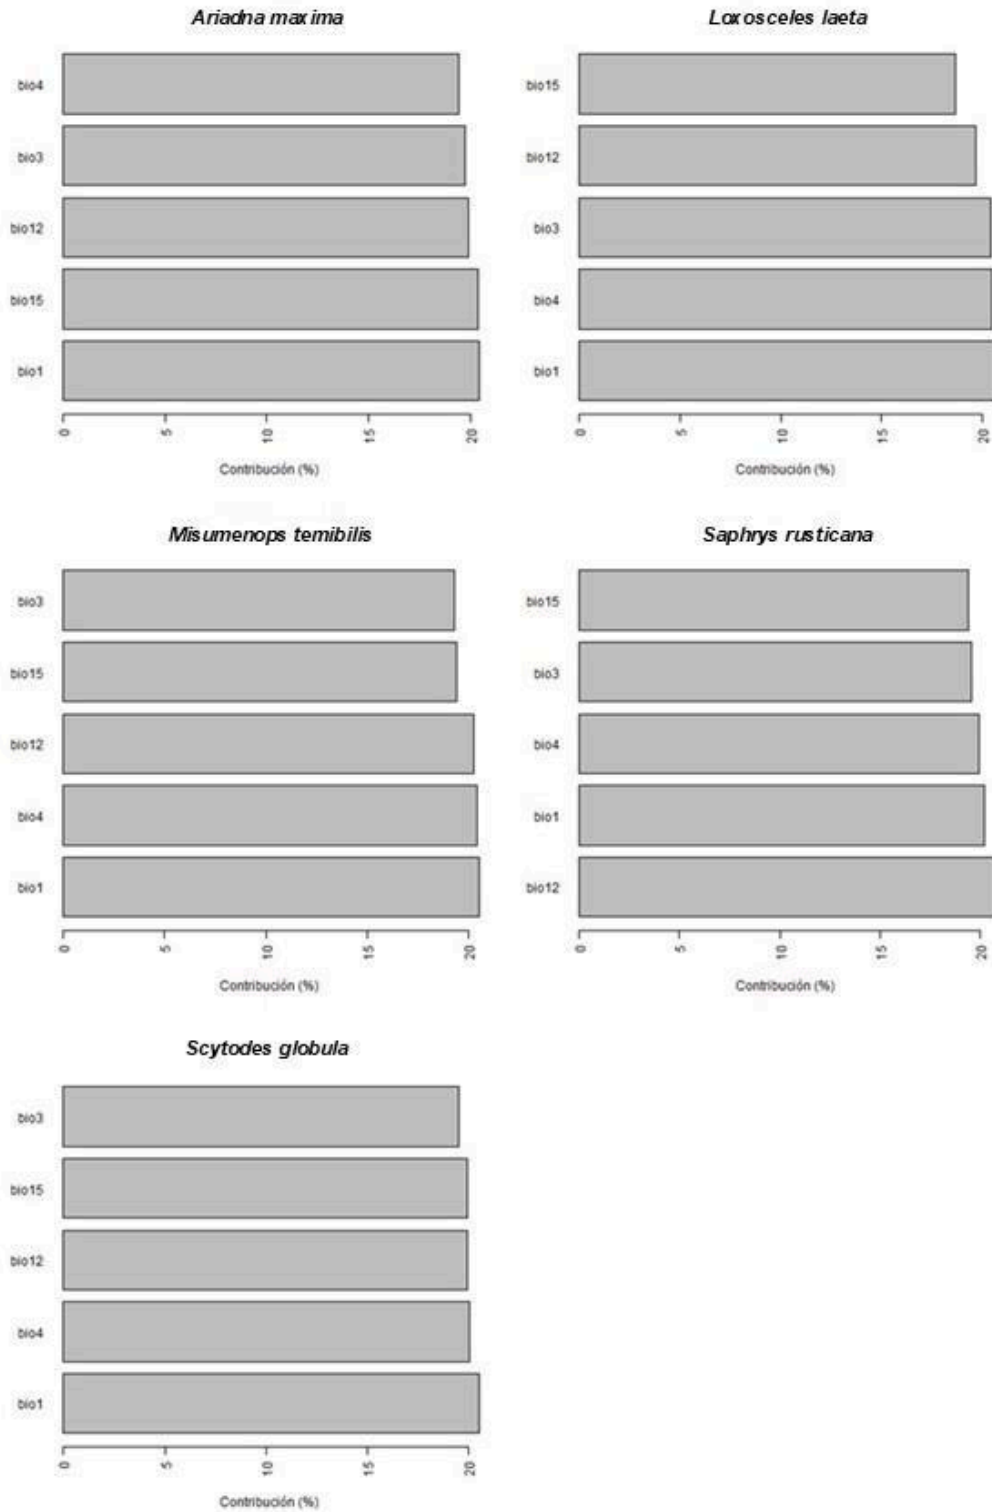 Ariadna maxima
bio4
bio3
bio12
bio15
bio1
0 5 10 15 20
Contribución (%)
Loxosceles laeta
bio15
bio12
bio3
bio4
bio1
0 5 10 15 20
Contribución (%)
Misumenops temibilis
bio3
bio15
bio12
bio4
bio1
0 5 10 15 20
Contribución (%)
Saphrys rusticana
bio15
bio3
bio4
bio1
bio12
0 5 10 15 20
Contribución (%)
Scytodes globula
bio3
bio15
bio12
bio4
bio1
0 5 10 15 20
Contribución (%)